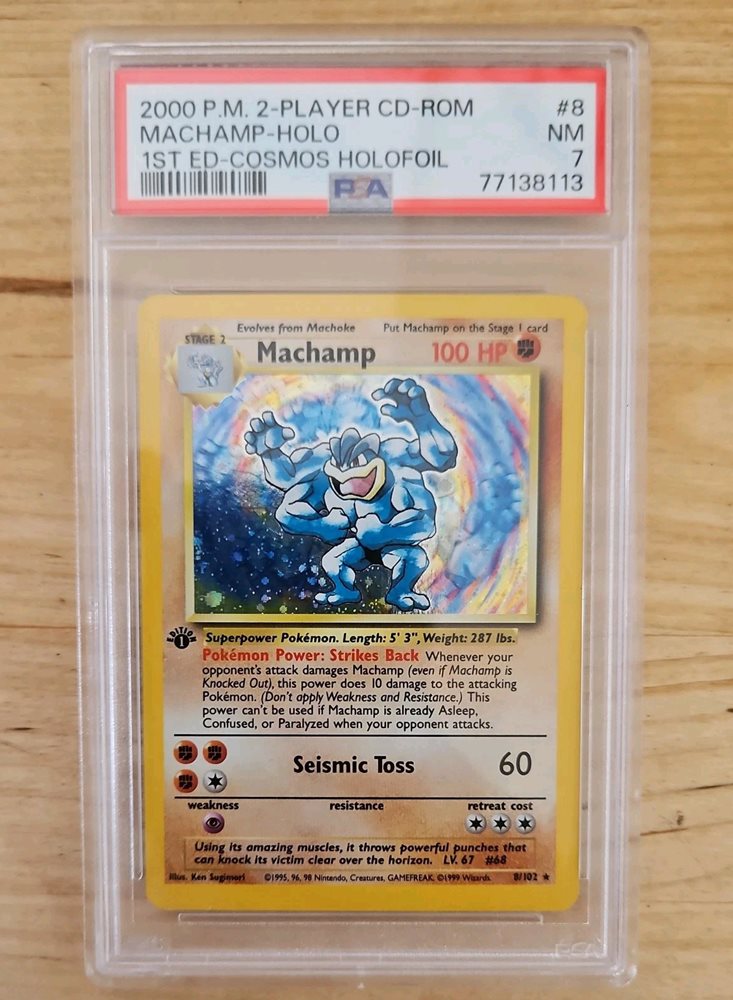 2000 P.M. 2-PLAYER CD-ROM #8
MACHAMP-HOLO NM
1ST ED-COSMOS HOLOFOIL 7
PSA 77138113
Evolves from Machoke Put Machamp on the Stage 1 card
STAGE 2
Machamp 100 HP
EDITION
1
Superpower Pokémon. Length: 5' 3", Weight: 287 lbs.
Pokémon Power: Strikes Back Whenever your
opponent's attack damages Machamp (even if Machamp is
Knocked Out), this power does 10 damage to the attacking
Pokémon. (Don't apply Weakness and Resistance.) This
power can't be used if Machamp is already Asleep,
Confused, or Paralyzed when your opponent attacks.
Seismic Toss 60
weakness resistance retreat cost
Using its amazing muscles, it throws powerful punches that
can knock its victim clear over the horizon. LV. 67 #68
Illus. Ken Sugimori ©1995, 96, 98 Nintendo, Creatures, GAMEFREAK. ©1999 Wizards. 8/102 ★
PSA